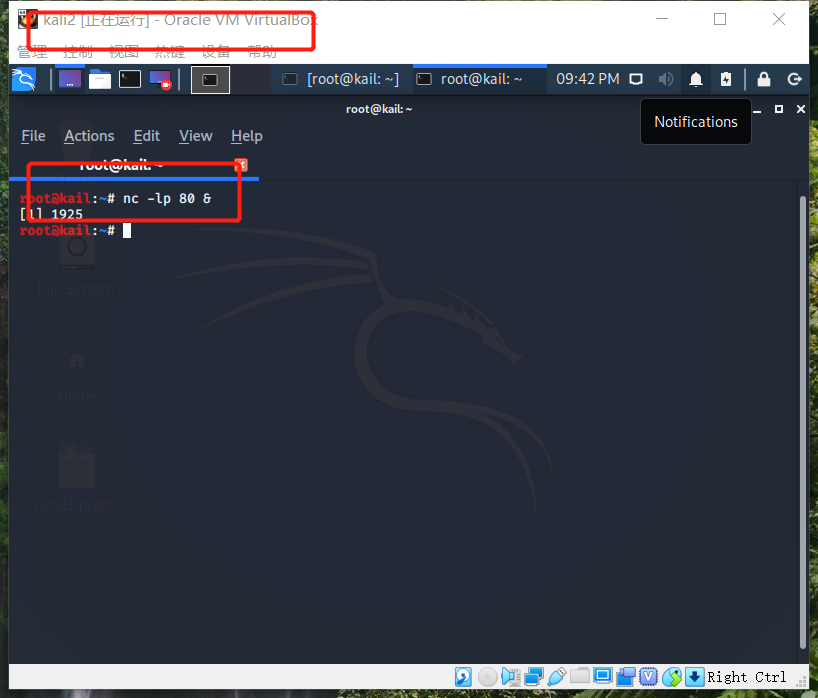 kali2 [正在运行] - Oracle VM VirtualBox
管理 控制 视图 热键 设备 帮助
[root@kail: ~] root@kail: ~ 09:42 PM
root@kail: ~
Notifications
File Actions Edit View Help
root@kail: ~
root@kail:~# nc -lp 80 &
[1] 1925
root@kail:~#
File System
Home
close1.pcap...
Right Ctrl